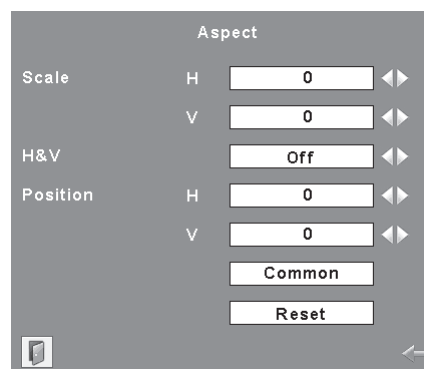 Aspect
Scale H 0
V 0
H&V Off
Position H 0
V 0
Common
Reset